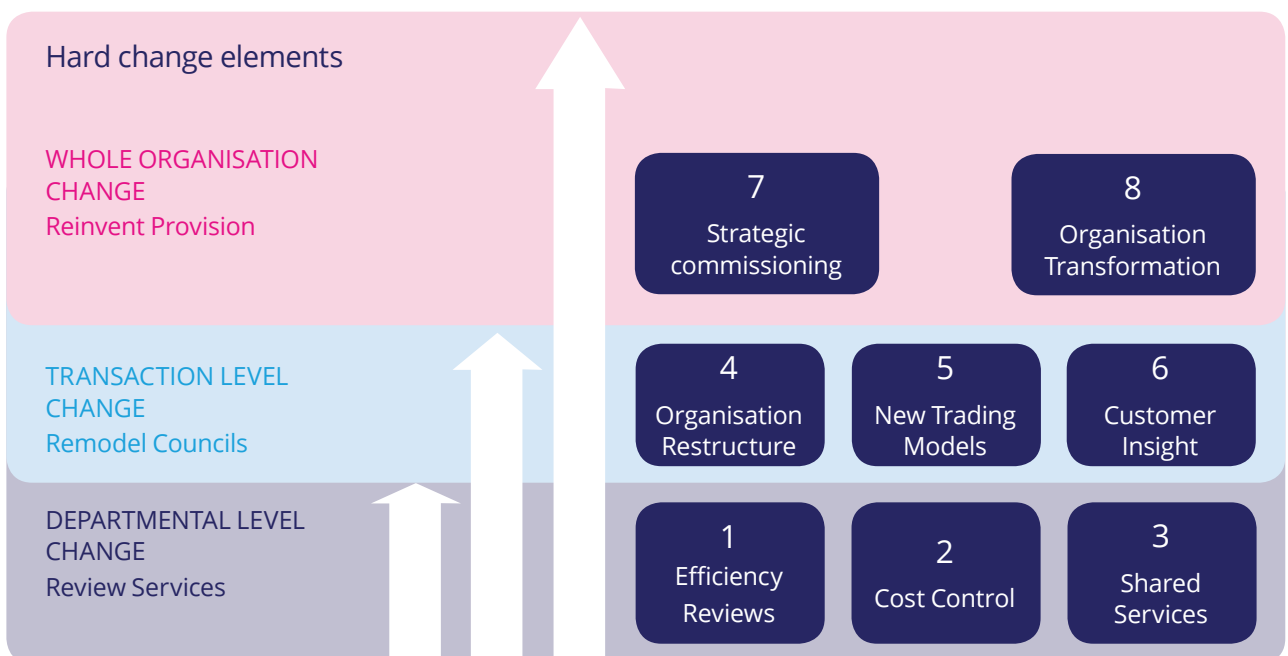 Hard change elements
WHOLE ORGANISATION
CHANGE
Reinvent Provision
7
Strategic
commissioning
8
Organisation
Transformation
TRANSACTION LEVEL
CHANGE
Remodel Councils
4
Organisation
Restructure
5
New Trading
Models
6
Customer
Insight
DEPARTMENTAL LEVEL
CHANGE
Review Services
1
Efficiency
Reviews
2
Cost Control
3
Shared
Services